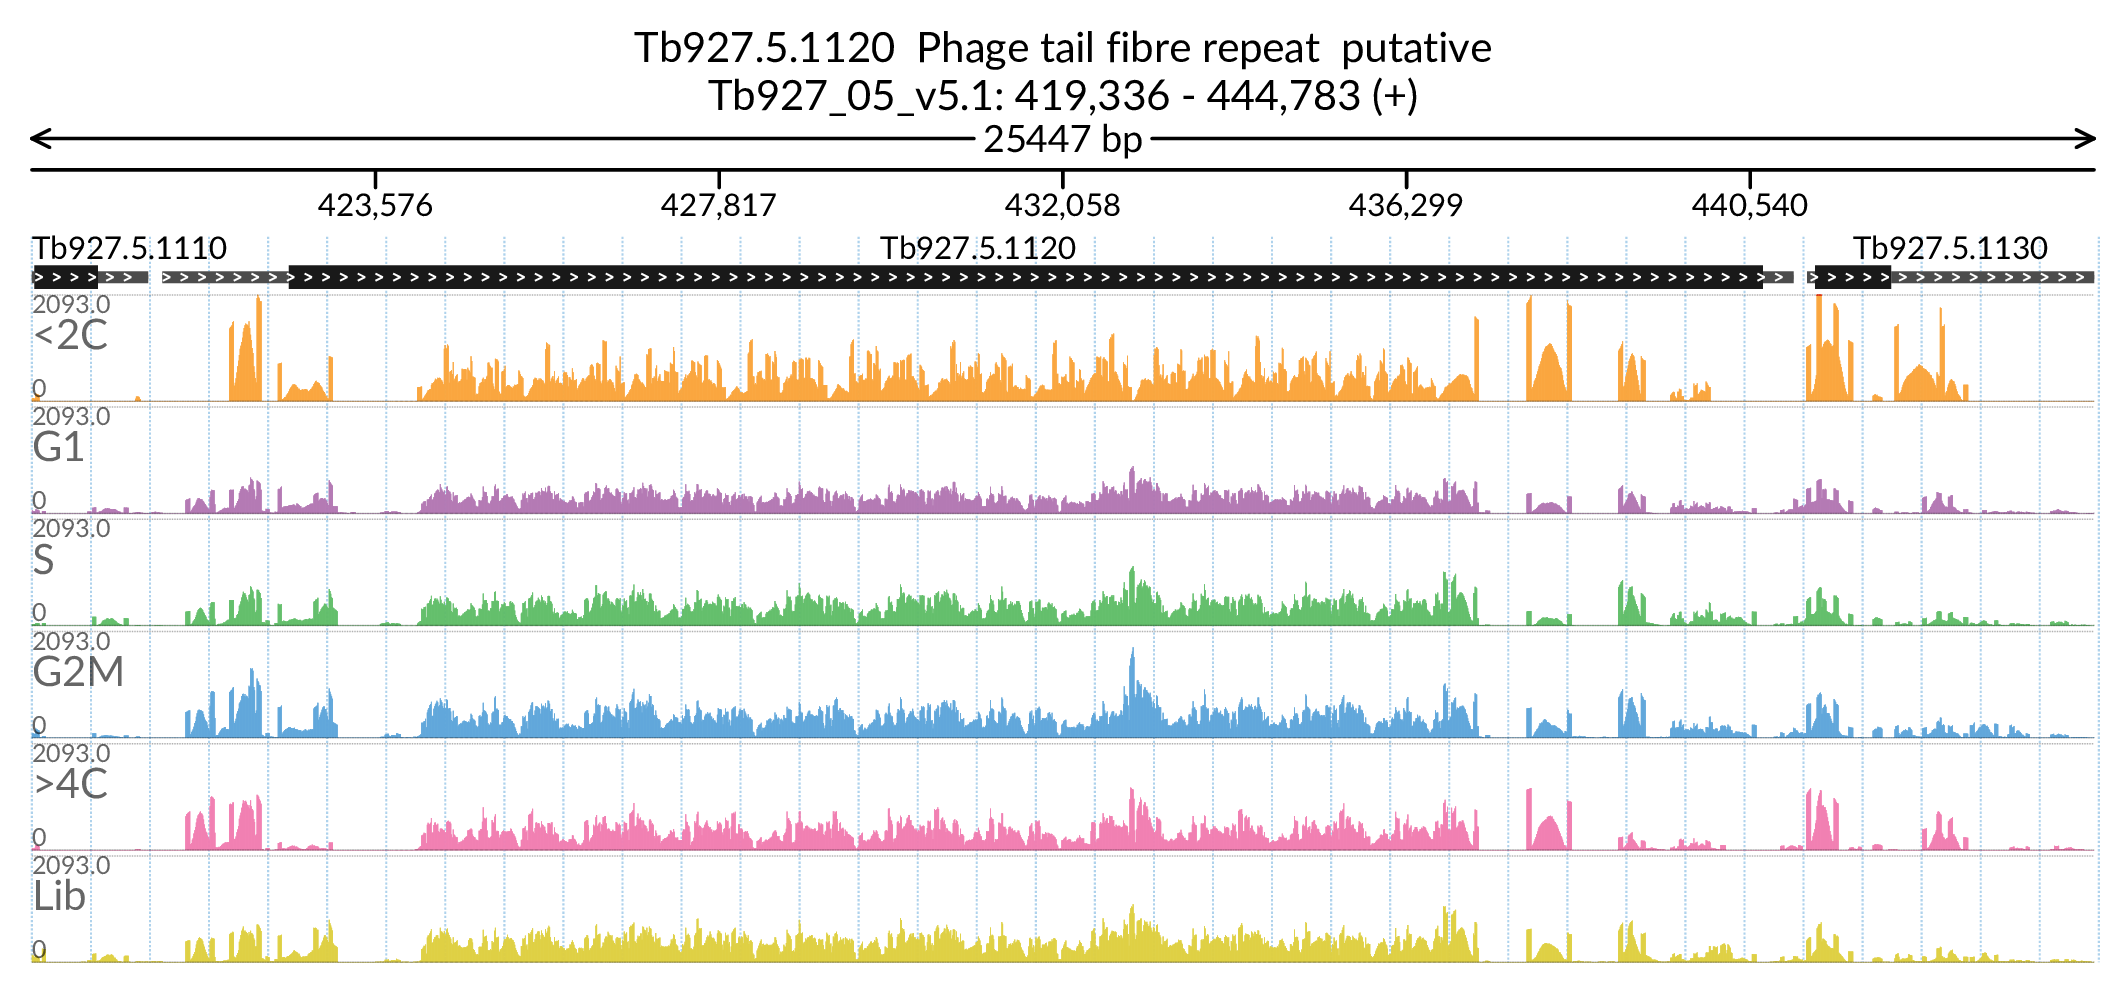 Tb927.5.1120  Phage tail fibre repeat  putative
Tb927_05_v5.1: 419,336 - 444,783 (+)
25447 bp
423,576 427,817 432,058 436,299 440,540
Tb927.5.1110 Tb927.5.1120 Tb927.5.1130
2093.0
<2C
0
2093.0
G1
0
2093.0
S
0
2093.0
G2M
0
2093.0
>4C
0
2093.0
Lib
0